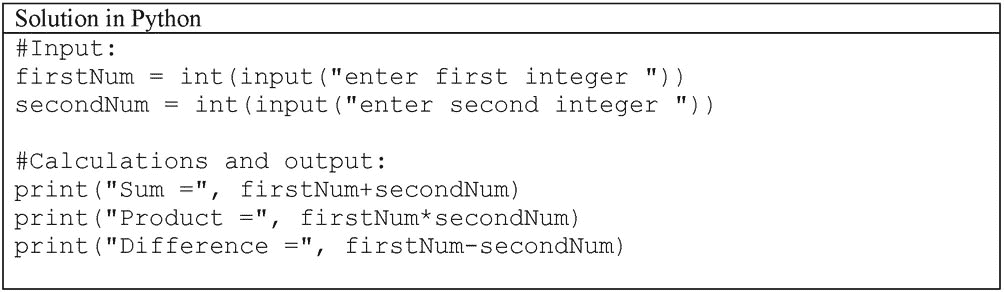 Solution in Python
#Input:
firstNum = int(input("enter first integer "))
secondNum = int(input("enter second integer "))
#Calculations and output:
print("Sum =", firstNum+secondNum)
print("Product =", firstNum*secondNum)
print("Difference =", firstNum-secondNum)